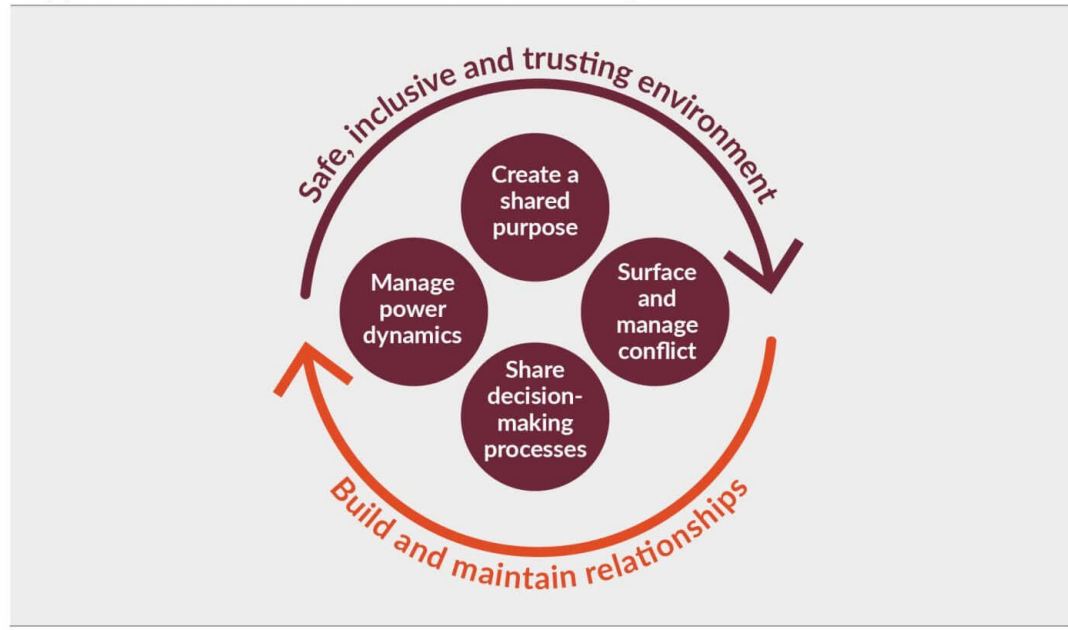 Safe, inclusive and trusting environment
Create a
shared
purpose
Manage
power
dynamics
Surface
and
manage
conflict
Share
decision-
making
processes
Build and maintain relationships